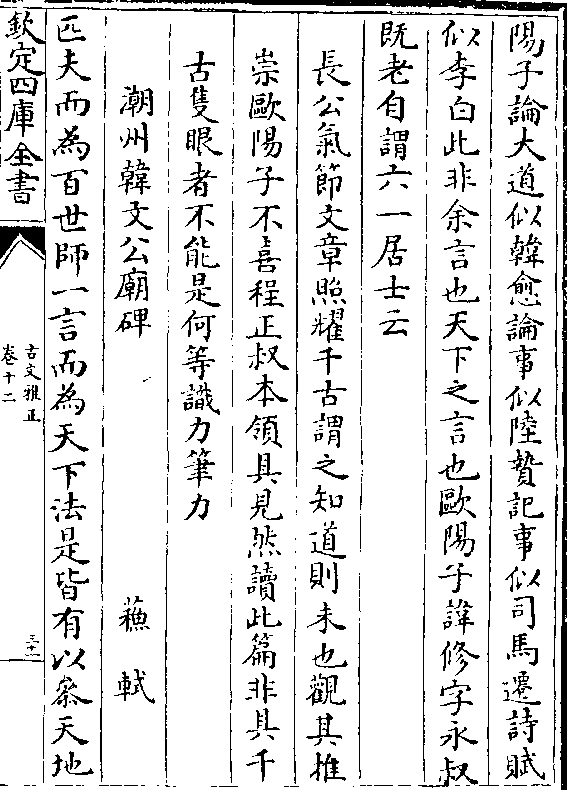 陽子論大道似韓愈論事似陸贄記事似司馬遷詩賦
似李白此非余言也天下之言也歐陽子諱修字永叔
既老自謂六一居士云
長公氣節文章照耀千古謂之知道則未也觀其推
崇歐陽子不喜程正叔本領具見然讀此篇非具千
古隻眼者不能是何等識力筆力
潮州韓文公廟碑　蘓軾
匹夫而為百世師一言而為天下法是皆有以叅天地
欽定四庫全書
古文雅正
卷十二
三十二